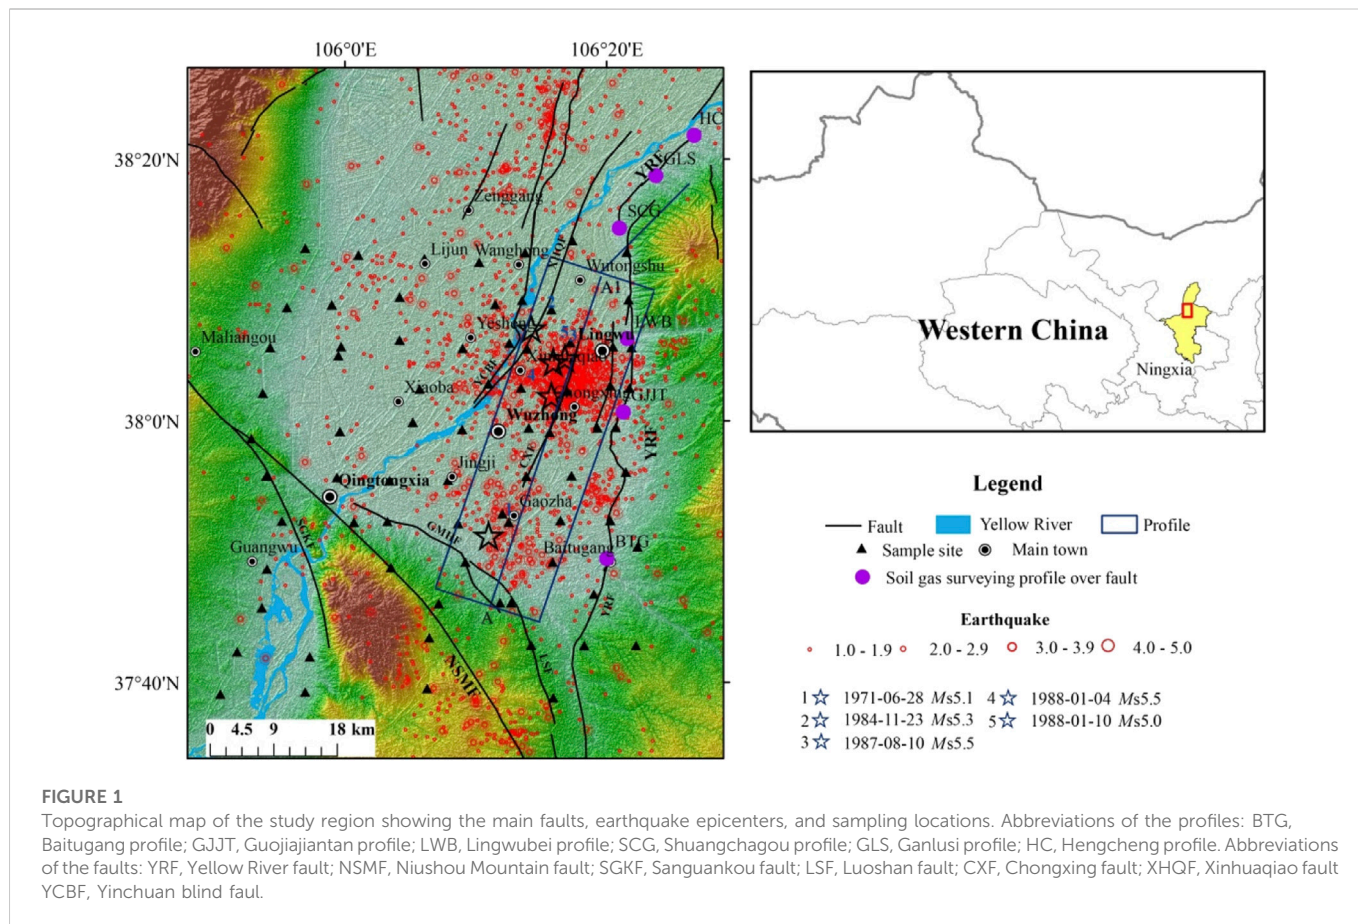 106°0'E
106°20'E
38°20'N
38°0'N
37°40'N
HC
YRF
GLS
SCG
Zenggang
Lijun
Wanghong
XHQF
Wutongshu
A1
2
Yesheng
LWB
Lingwu
Maliangou
4
Xiaoba
GJJT
Wuzhong
YRF
CXF
Jingji
Qingtongxia
Gaozha
GMHF
SGKF
Guangwu
Baitugang
BTG
YRF
A
LSF
NSMF
0 4.5 9 18 km
Western China
Ningxia
Legend
Fault
Yellow River
Profile
Sample site
Main town
Soil gas surveying profile over fault
Earthquake
1.0 - 1.9
2.0 - 2.9
3.0 - 3.9
4.0 - 5.0
1 1971-06-28 Ms5.1
4 1988-01-04 Ms5.5
2 1984-11-23 Ms5.3
5 1988-01-10 Ms5.0
3 1987-08-10 Ms5.5
FIGURE 1
Topographical map of the study region showing the main faults, earthquake epicenters, and sampling locations. Abbreviations of the profiles: BTG,
Baitugang profile; GJJT, Guojiajiantan profile; LWB, Lingwubei profile; SCG, Shuangchagou profile; GLS, Ganlusi profile; HC, Hengcheng profile. Abbreviations
of the faults: YRF, Yellow River fault; NSMF, Niushou Mountain fault; SGKF, Sanguankou fault; LSF, Luoshan fault; CXF, Chongxing fault; XHQF, Xinhuaqiao fault
YCBF, Yinchuan blind faul.